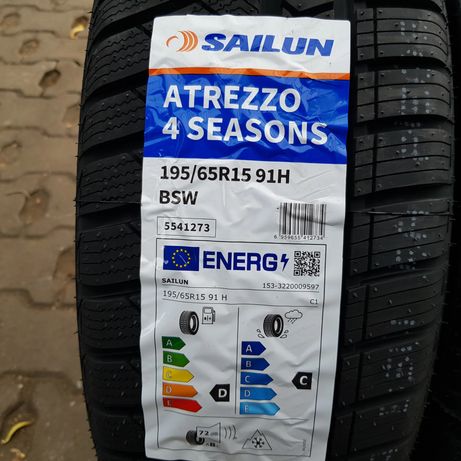 SAILUN
ATREZZO
4 SEASONS
195/65R15 91H
BSW
5541273
6 959655 412734
ENERG
SAILUN
1S3-3220009597
195/65R15 91 H
C1
A
B
C
D
E
D
A
B
C
D
E
C
72
B